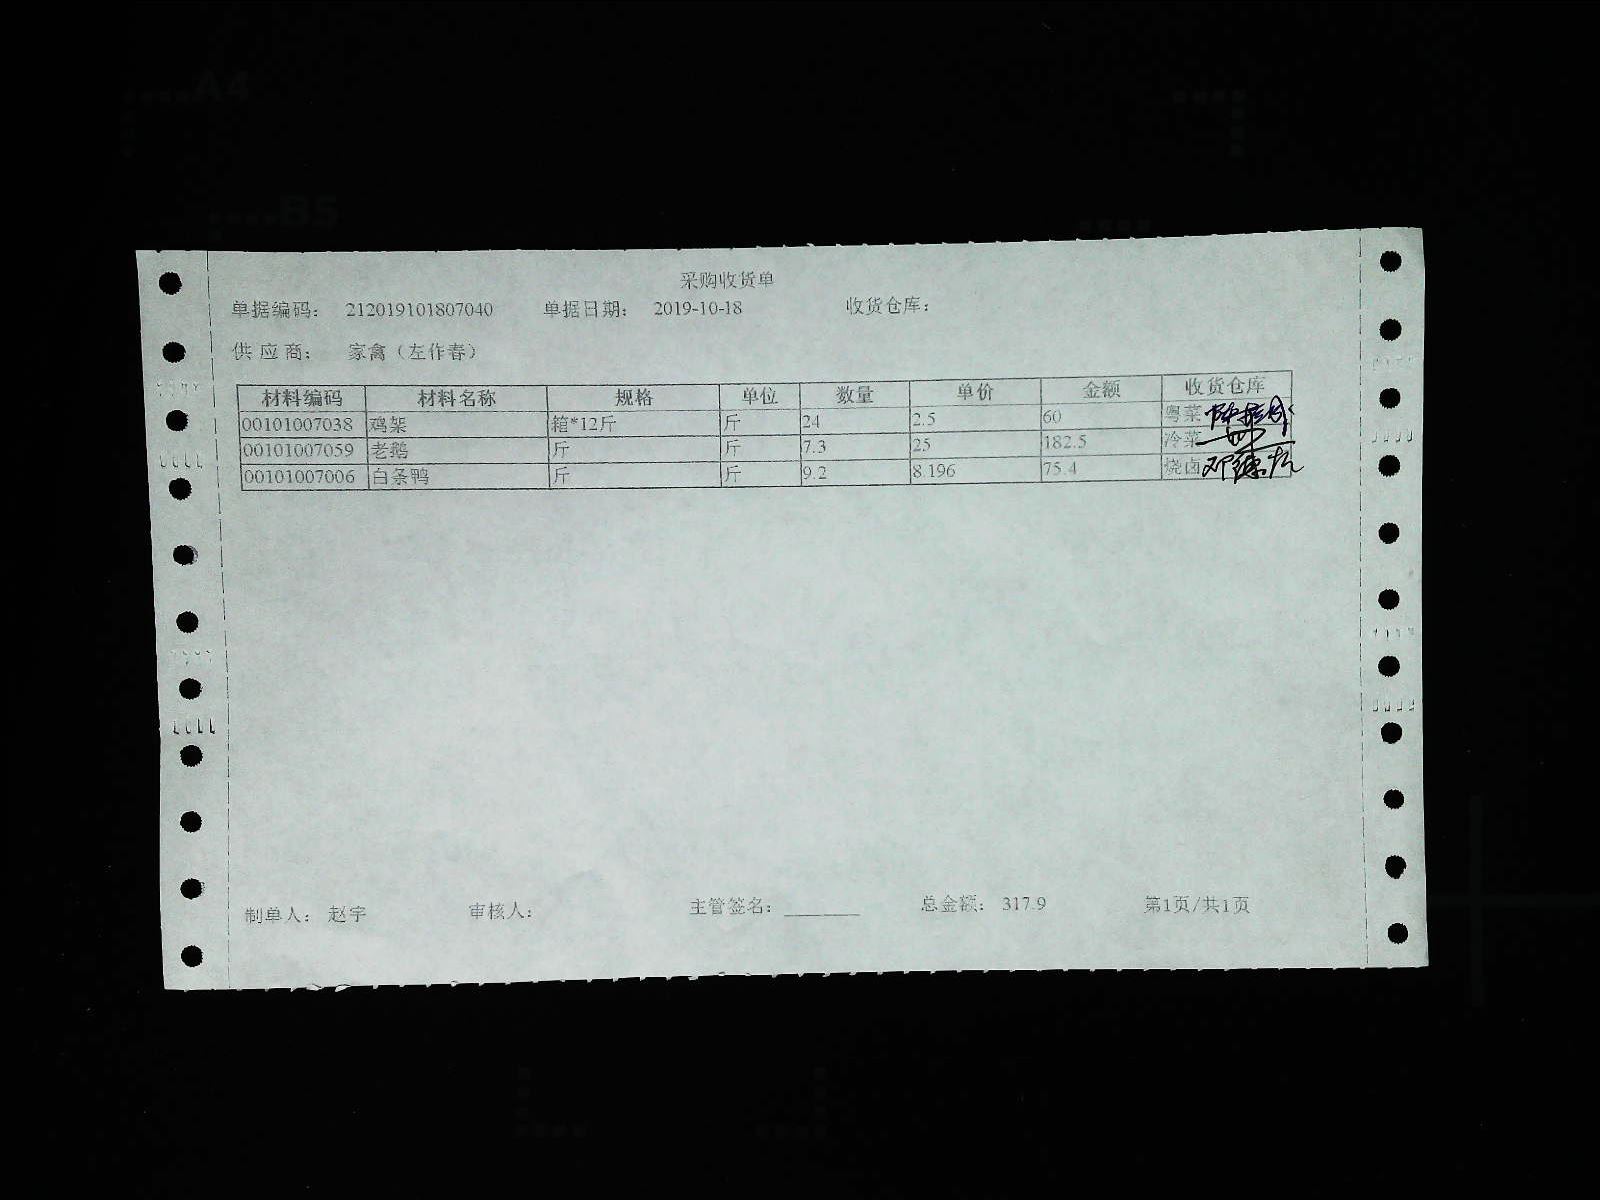 A4
B5
采购收货单
单据编码: 212019101807040 单据日期: 2019-10-18 收货仓库:
供应商: 家禽(左作春)
材料编码 材料名称 规格 单位 数量 单价 金额 收货仓库
00101007038 鸡架 箱*12斤 斤 24 2.5 60 粤菜
00101007059 老鹅 斤 斤 7.3 25 182.5 冷菜
00101007006 白条鸭 斤 斤 9.2 8.196 75.4 烧卤
制单人: 赵宇 审核人: 主管签名: 总金额: 317.9 第1页/共1页